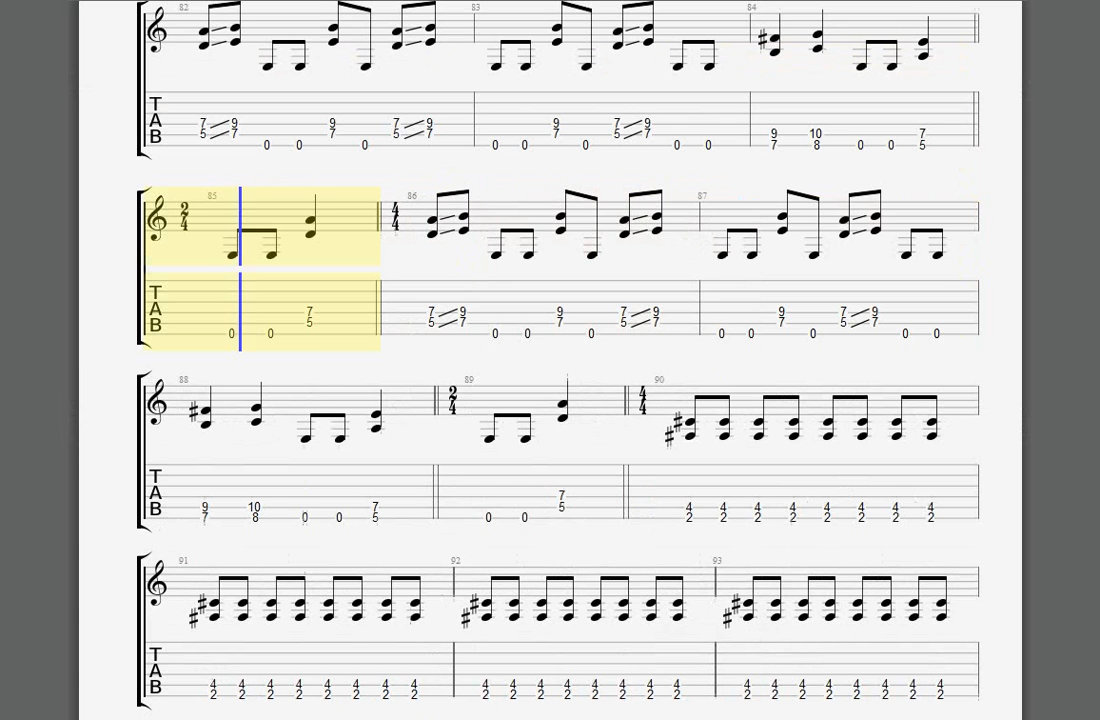 82 83 84
T A B
7 9 9 7 9 9 7 9
5 7 7 5 7 7 5 7 9 10 7
0 0 0 0 0 0 0 0 7 8 0 0 5
85 86 87
2 4 4 4
T A B
7 7 9 9 7 9 9 7 9
5 5 7 7 5 7 7 5 7
0 0 0 0 0 0 0 0 0 0
88 89 90
2 4 4 4
T A B
7
9 10 7 5 4 4 4 4 4 4 4 4
7 8 0 0 5 0 0 2 2 2 2 2 2 2 2
91 92 93
T A B
4 4 4 4 4 4 4 4 4 4 4 4 4 4 4 4 4 4 4 4 4 4 4 4
2 2 2 2 2 2 2 2 2 2 2 2 2 2 2 2 2 2 2 2 2 2 2 2